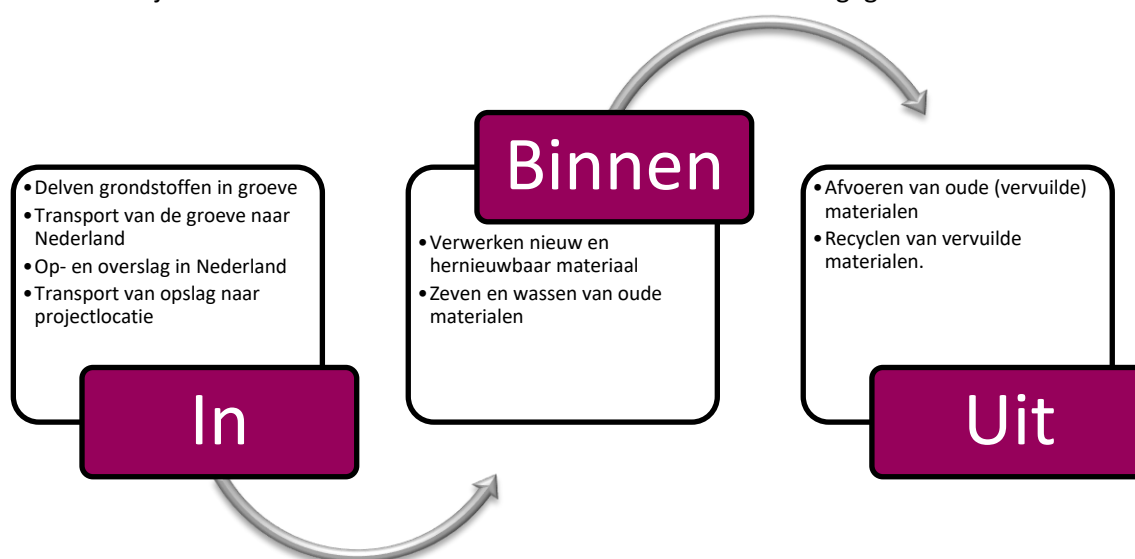 •Delven grondstoffen in groeve
•Transport van de groeve naar
Nederland
•Op- en overslag in Nederland
•Transport van opslag naar
projectlocatie
In
Binnen
•Verwerken nieuw en
hernieuwbaar materiaal
•Zeven en wassen van oude
materialen
•Afvoeren van oude (vervuilde)
materialen
•Recyclen van vervuilde
materialen.
Uit